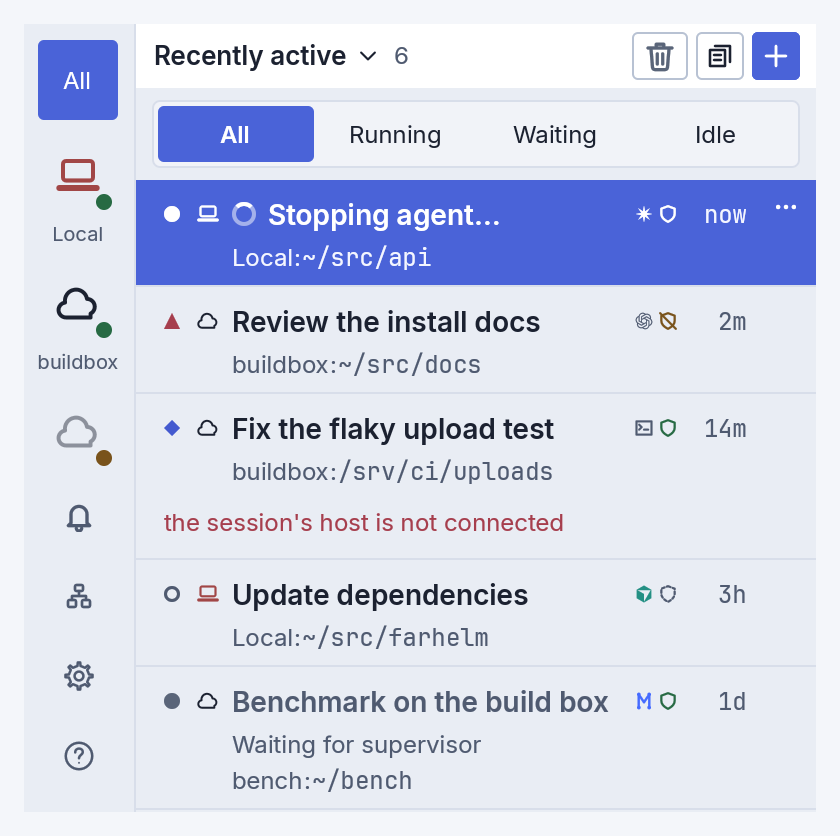 All
Local
buildbox
Recently active 6
All Running Waiting Idle
Stopping agent... now
Local:~/src/api
Review the install docs 2m
buildbox:~/src/docs
Fix the flaky upload test 14m
buildbox:/srv/ci/uploads
the session's host is not connected
Update dependencies 3h
Local:~/src/farhelm
Benchmark on the build box 1d
Waiting for supervisor
bench:~/bench